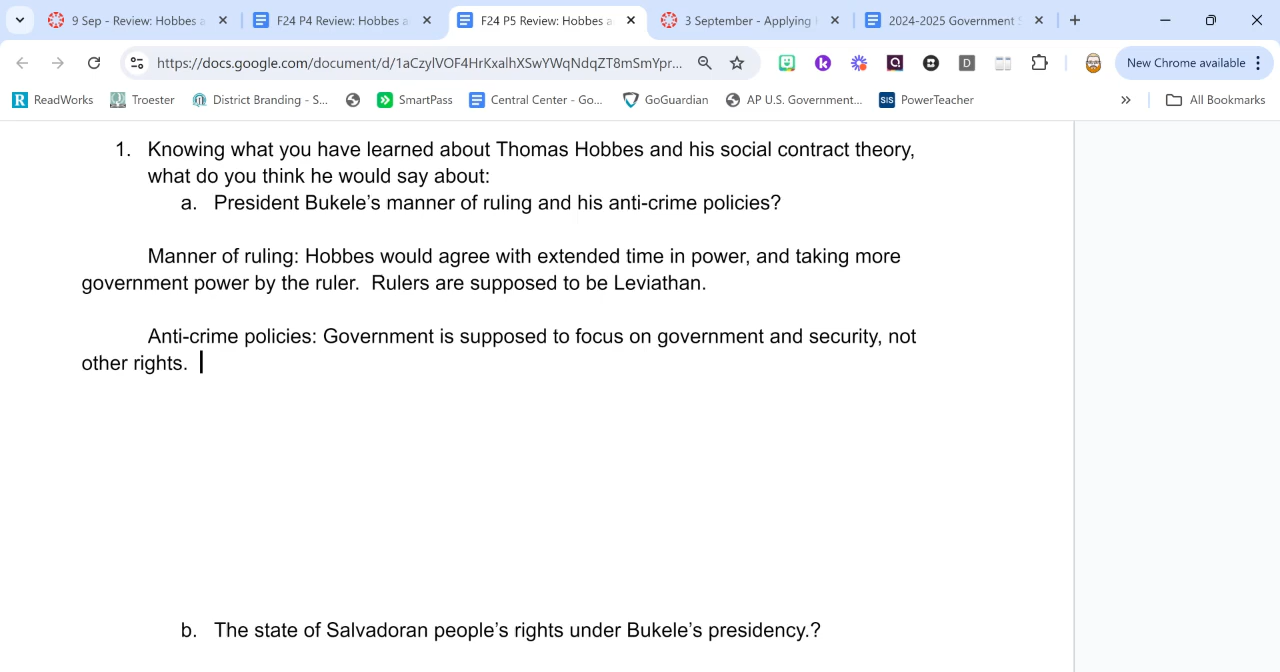 9 Sep - Review: Hobbes a
F24 P4 Review: Hobbes a
F24 P5 Review: Hobbes a
3 September - Applying
2024-2025 Government S
https://docs.google.com/document/d/1aCzylVOF4HrKxalhXSwYWqNdqZT8mSmYpr...
New Chrome available
ReadWorks
Troester
District Branding - S...
SmartPass
Central Center - Go...
GoGuardian
AP U.S. Government...
SIS PowerTeacher
All Bookmarks
1. Knowing what you have learned about Thomas Hobbes and his social contract theory,
what do you think he would say about:
a. President Bukele’s manner of ruling and his anti-crime policies?
Manner of ruling: Hobbes would agree with extended time in power, and taking more
government power by the ruler.  Rulers are supposed to be Leviathan.
Anti-crime policies: Government is supposed to focus on government and security, not
other rights.
b. The state of Salvadoran people’s rights under Bukele’s presidency.?